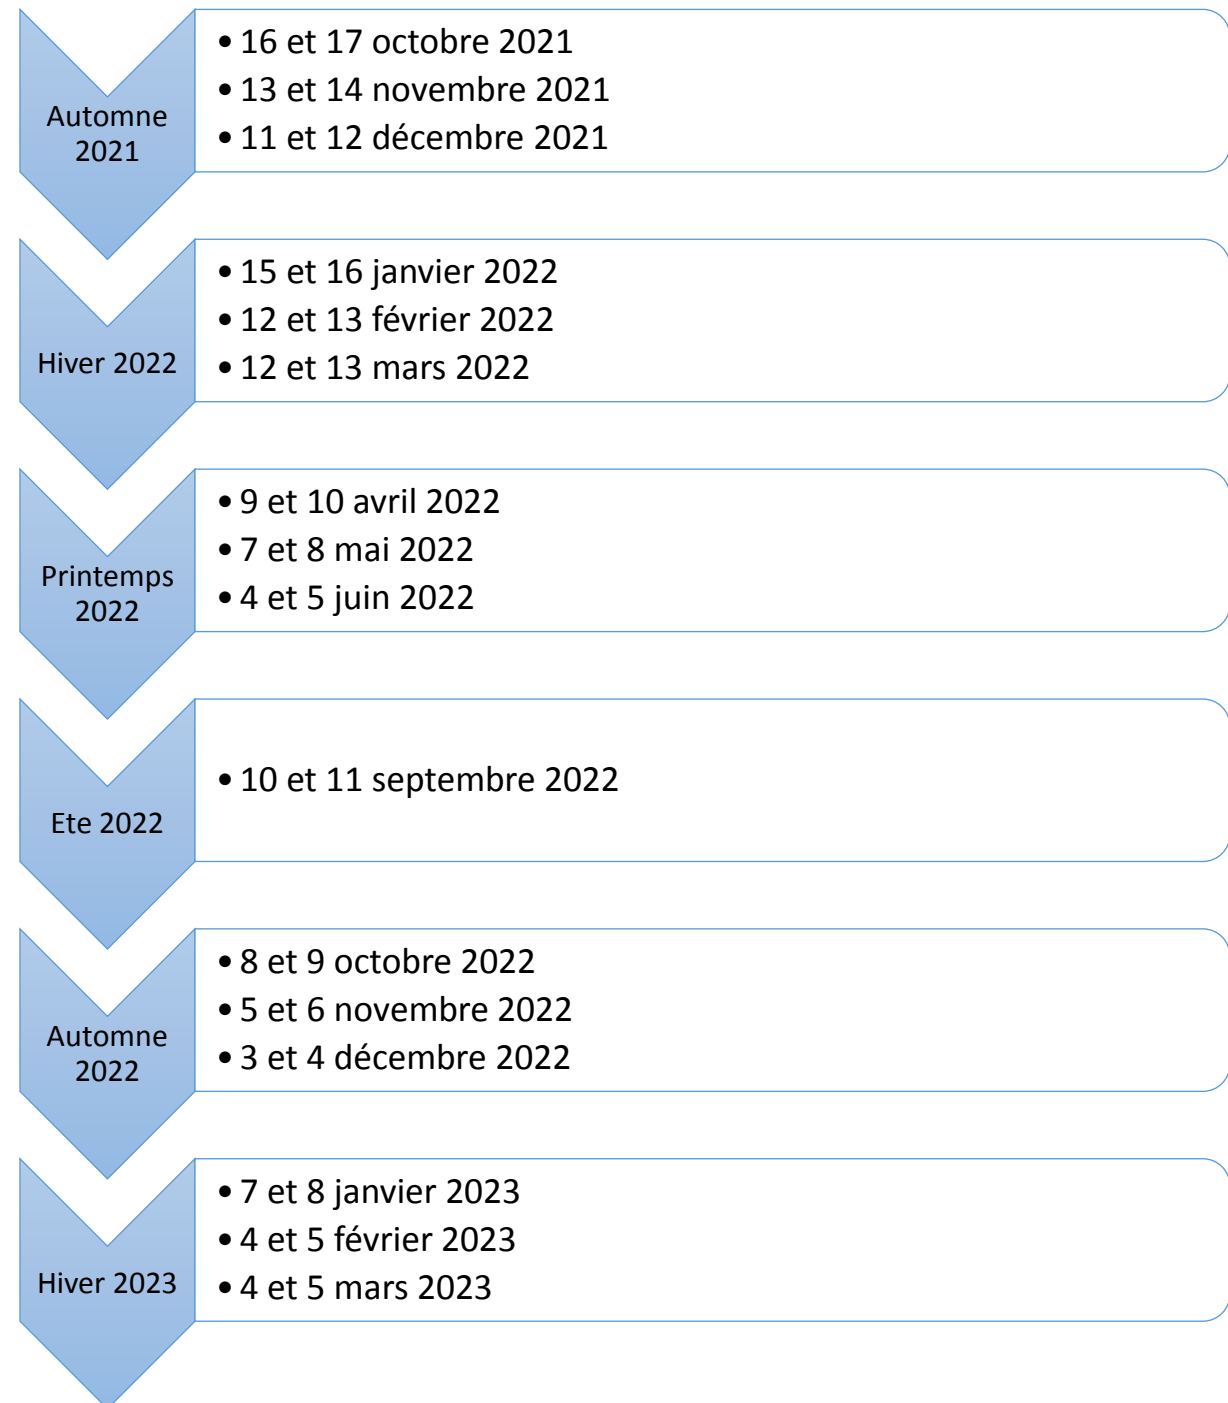 Automne
2021
• 16 et 17 octobre 2021
• 13 et 14 novembre 2021
• 11 et 12 décembre 2021
Hiver 2022
• 15 et 16 janvier 2022
• 12 et 13 février 2022
• 12 et 13 mars 2022
Printemps
2022
• 9 et 10 avril 2022
• 7 et 8 mai 2022
• 4 et 5 juin 2022
Ete 2022
• 10 et 11 septembre 2022
Automne
2022
• 8 et 9 octobre 2022
• 5 et 6 novembre 2022
• 3 et 4 décembre 2022
Hiver 2023
• 7 et 8 janvier 2023
• 4 et 5 février 2023
• 4 et 5 mars 2023